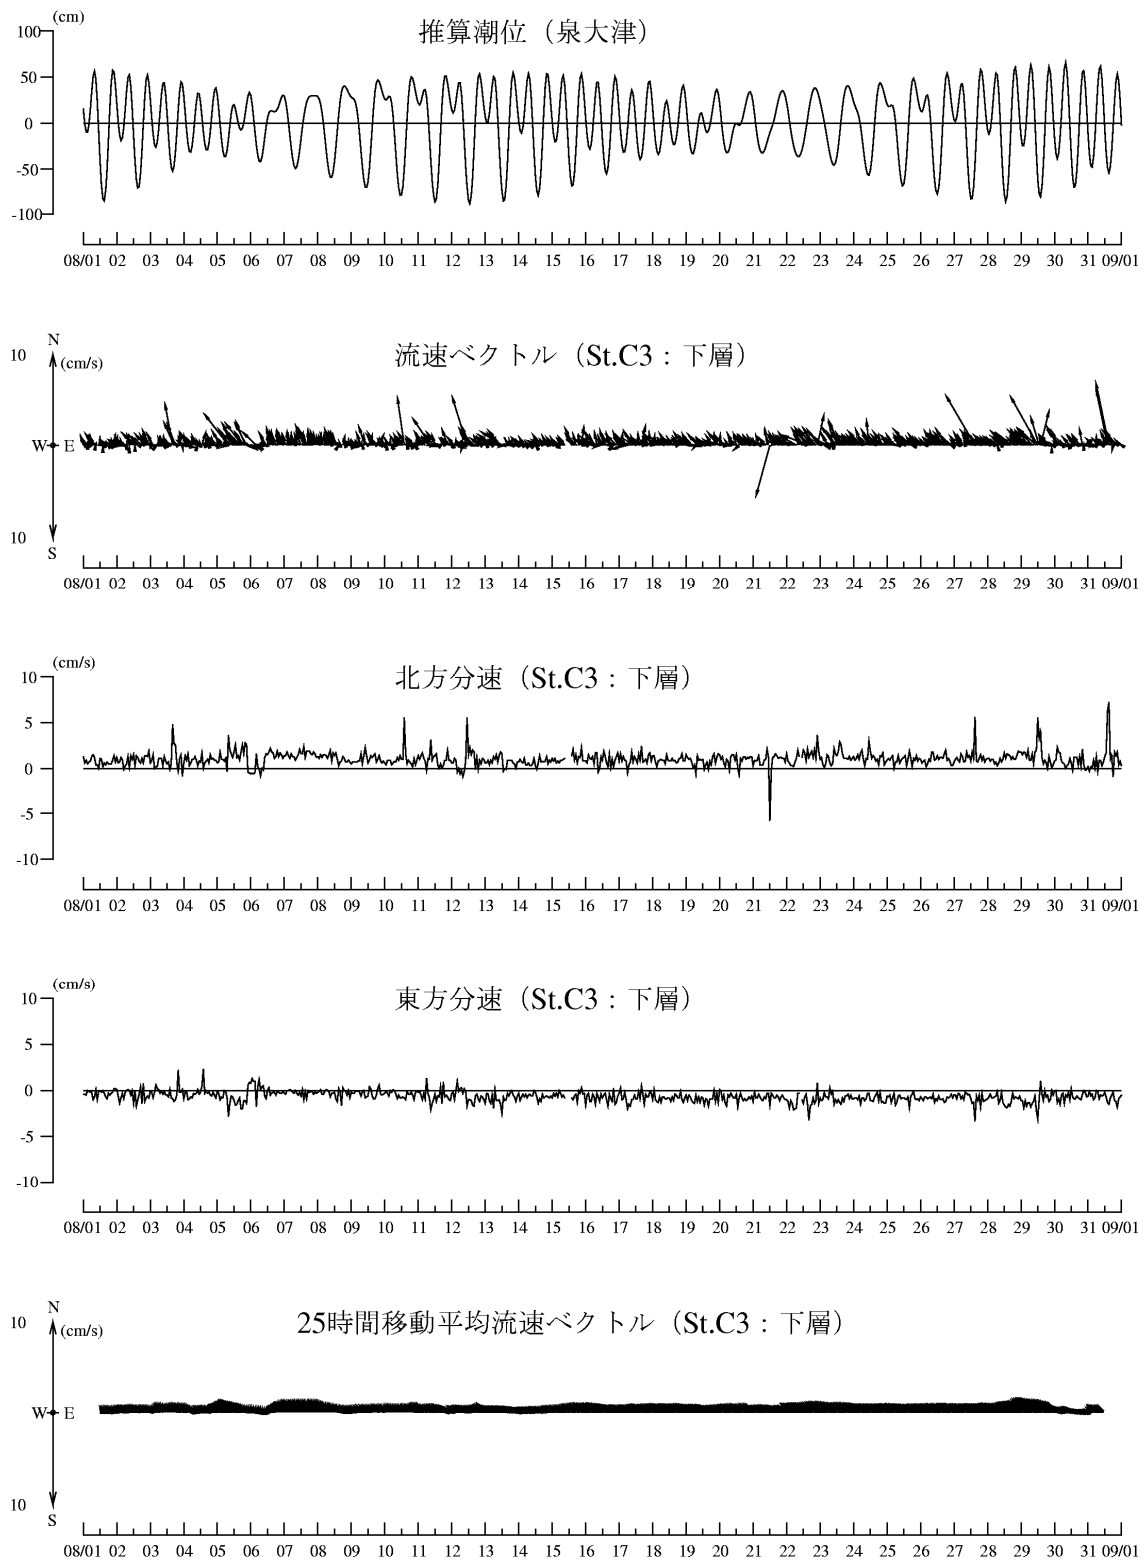 (cm)
推算潮位（泉大津）
100
50
0
-50
-100
08/01 02 03 04 05 06 07 08 09 10 11 12 13 14 15 16 17 18 19 20 21 22 23 24 25 26 27 28 29 30 31 09/01
N
10
(cm/s)
流速ベクトル（St.C3：下層）
W E
10
S
08/01 02 03 04 05 06 07 08 09 10 11 12 13 14 15 16 17 18 19 20 21 22 23 24 25 26 27 28 29 30 31 09/01
(cm/s)
北方分速（St.C3：下層）
10
5
0
-5
-10
08/01 02 03 04 05 06 07 08 09 10 11 12 13 14 15 16 17 18 19 20 21 22 23 24 25 26 27 28 29 30 31 09/01
(cm/s)
東方分速（St.C3：下層）
10
5
0
-5
-10
08/01 02 03 04 05 06 07 08 09 10 11 12 13 14 15 16 17 18 19 20 21 22 23 24 25 26 27 28 29 30 31 09/01
N
10
(cm/s)
25時間移動平均流速ベクトル（St.C3：下層）
W E
10
S
08/01 02 03 04 05 06 07 08 09 10 11 12 13 14 15 16 17 18 19 20 21 22 23 24 25 26 27 28 29 30 31 09/01